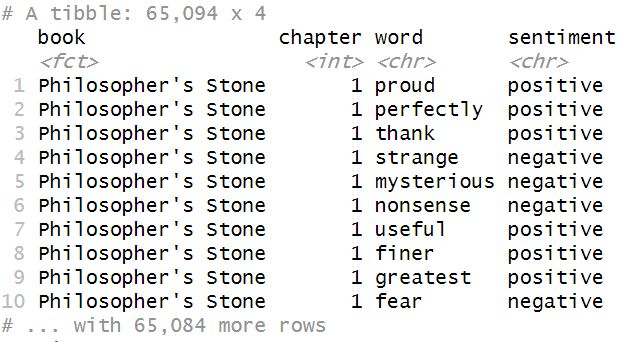 # A tibble: 65,094 x 4
book chapter word sentiment
<fct> <int> <chr> <chr>
1 Philosopher's Stone 1 proud positive
2 Philosopher's Stone 1 perfectly positive
3 Philosopher's Stone 1 thank positive
4 Philosopher's Stone 1 strange negative
5 Philosopher's Stone 1 mysterious negative
6 Philosopher's Stone 1 nonsense negative
7 Philosopher's Stone 1 useful positive
8 Philosopher's Stone 1 finer positive
9 Philosopher's Stone 1 greatest positive
10 Philosopher's Stone 1 fear negative
# ... with 65,084 more rows